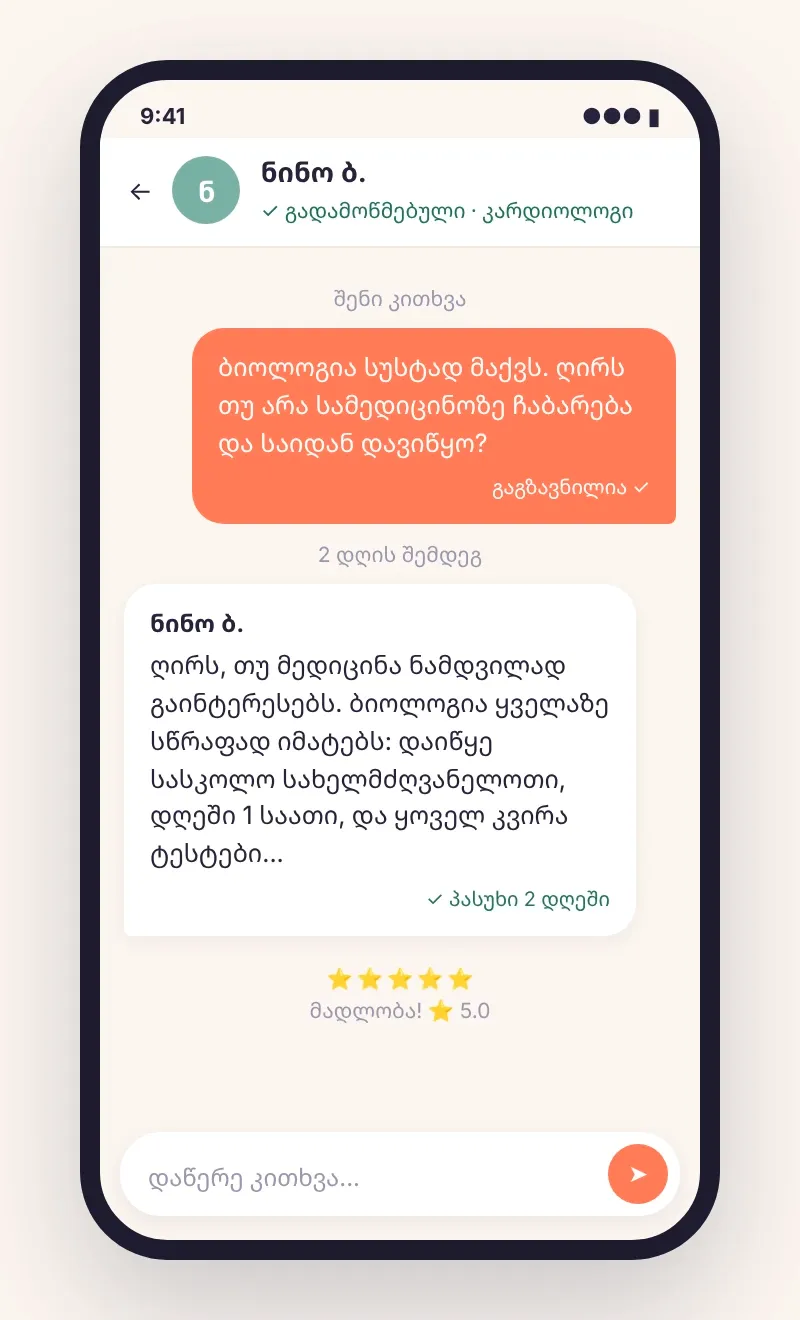 9:41
←
ნ
ნინო ბ.
✓ გადამოწმებული · კარდიოლოგი
შენი კითხვა
ბიოლოგია სუსტად მაქვს. ღირს
თუ არა სამედიცინოზე ჩაბარება
და საიდან დავიწყო?
გაგზავნილია ✓
2 დღის შემდეგ
ნინო ბ.
ღირს, თუ მედიცინა ნამდვილად
გაინტერესებს. ბიოლოგია ყველაზე
სწრაფად იმატებს: დაიწყე
სასკოლო სახელმძღვანელოთი,
დღეში 1 საათი, და ყოველ კვირა
ტესტები...
✓ პასუხი 2 დღეში
⭐⭐⭐⭐⭐
მადლობა! ⭐ 5.0
დაწერე კითხვა...